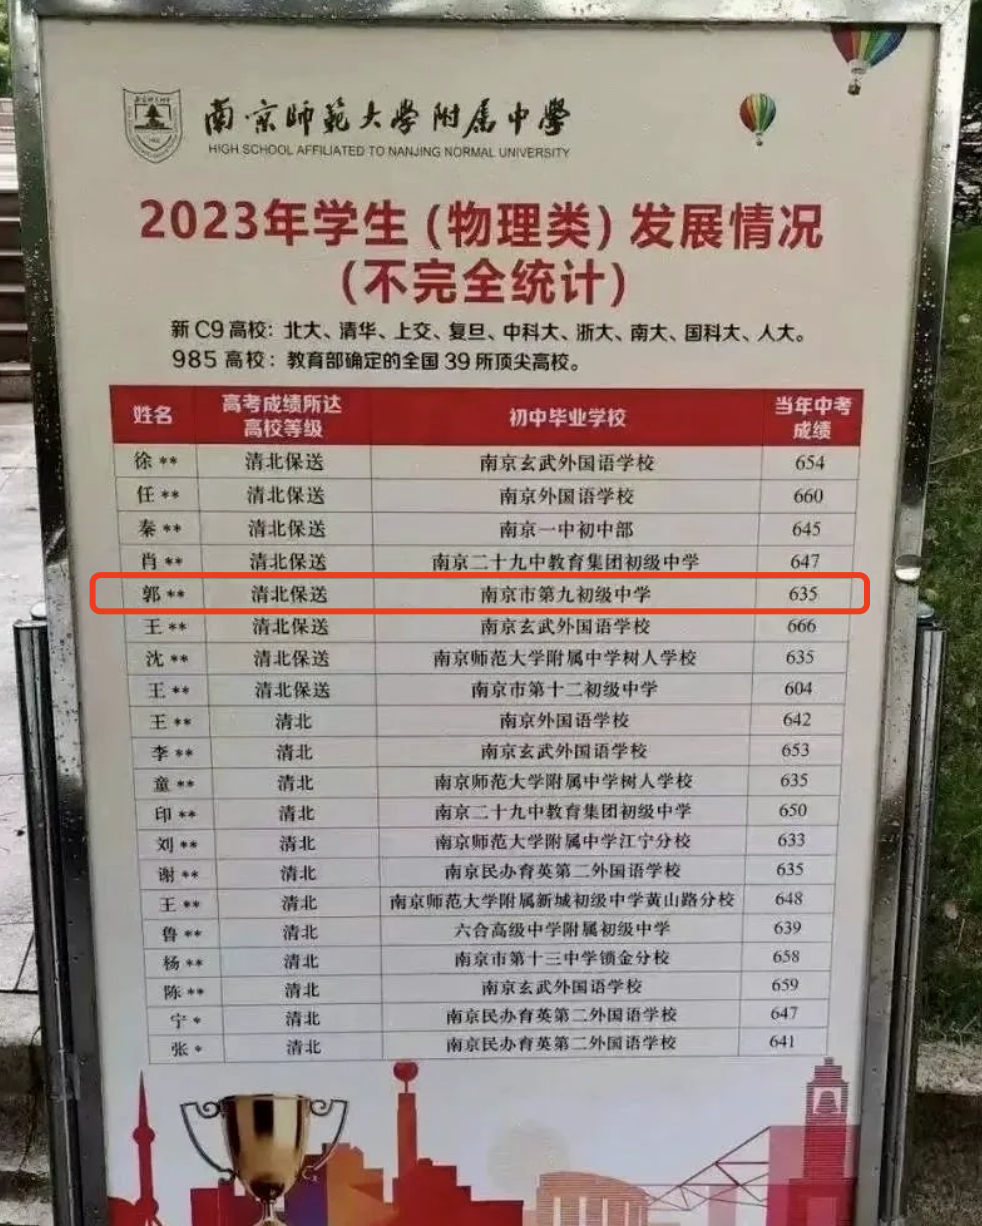 南京師範大学附属中學
HIGH SCHOOL AFFILIATED TO NANJING NORMAL UNIVERSITY
2023年学生（物理类）发展情况
（不完全统计）
新C9高校：北大、清华、上交、复旦、中科大、浙大、南大、国科大、人大。
985高校：教育部确定的全国39所顶尖高校。
姓名 高考成绩所达高校等级 初中毕业学校 当年中考成绩
徐** 清北保送 南京玄武外国语学校 654
任** 清北保送 南京外国语学校 660
秦** 清北保送 南京一中初中部 645
肖** 清北保送 南京二十九中教育集团初级中学 647
郭** 清北保送 南京市第九初级中学 635
王** 清北保送 南京玄武外国语学校 666
沈** 清北保送 南京师范大学附属中学树人学校 635
王** 清北保送 南京市第十二初级中学 604
王** 清北 南京外国语学校 642
李** 清北 南京玄武外国语学校 653
童** 清北 南京师范大学附属中学树人学校 635
印** 清北 南京二十九中教育集团初级中学 650
刘** 清北 南京师范大学附属中学江宁分校 633
谢** 清北 南京民办育英第二外国语学校 635
王** 清北 南京师范大学附属新城初级中学黄山路分校 648
鲁** 清北 六合高级中学附属初级中学 639
杨** 清北 南京市第十三中学锁金分校 658
陈** 清北 南京玄武外国语学校 659
宁* 清北 南京民办育英第二外国语学校 647
张* 清北 南京民办育英第二外国语学校 641